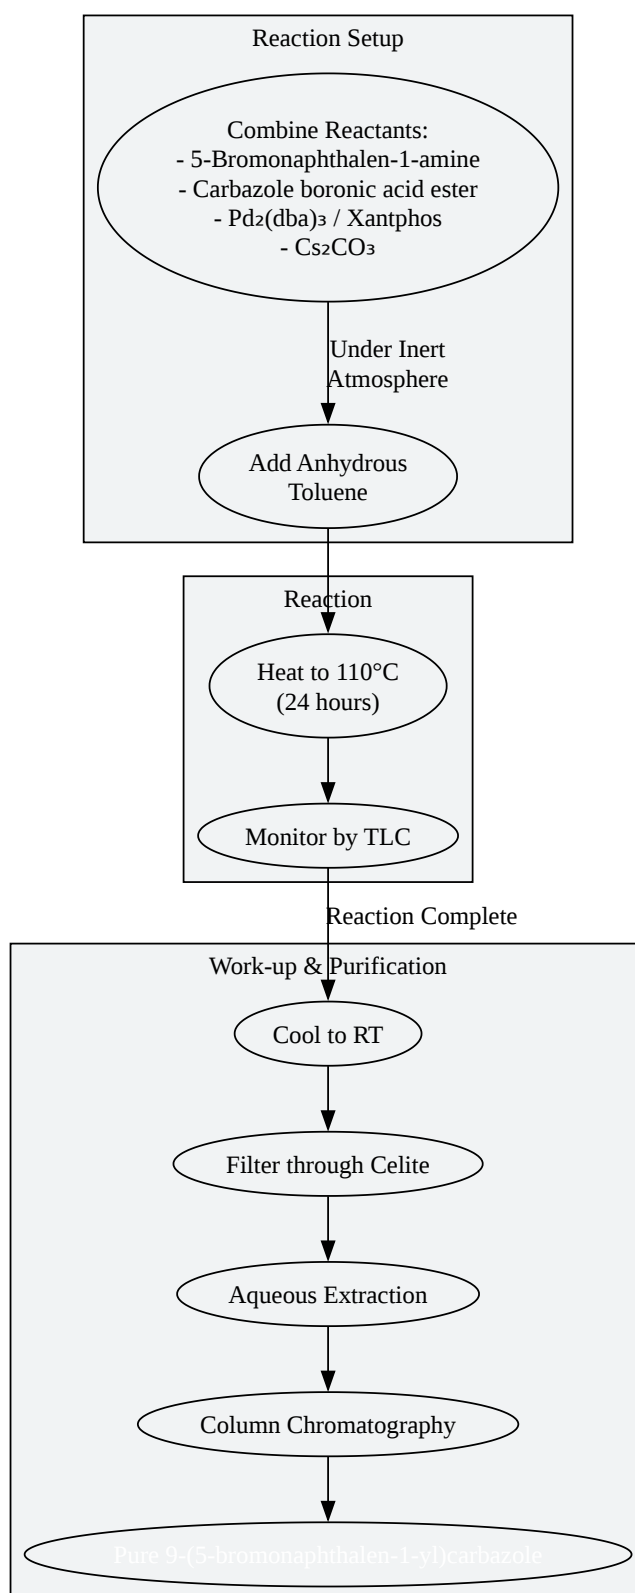 Reaction Setup
Combine Reactants:
- 5-Bromonaphthalen-1-amine
- Carbazole boronic acid ester
- Pd₂(dba)₃ / Xantphos
- Cs₂CO₃
Under Inert
Atmosphere
Add Anhydrous
Toluene
Reaction
Heat to 110°C
(24 hours)
Monitor by TLC
Reaction Complete
Work-up & Purification
Cool to RT
Filter through Celite
Aqueous Extraction
Column Chromatography
Pure 9-(5-bromonaphthalen-1-yl)carbazole